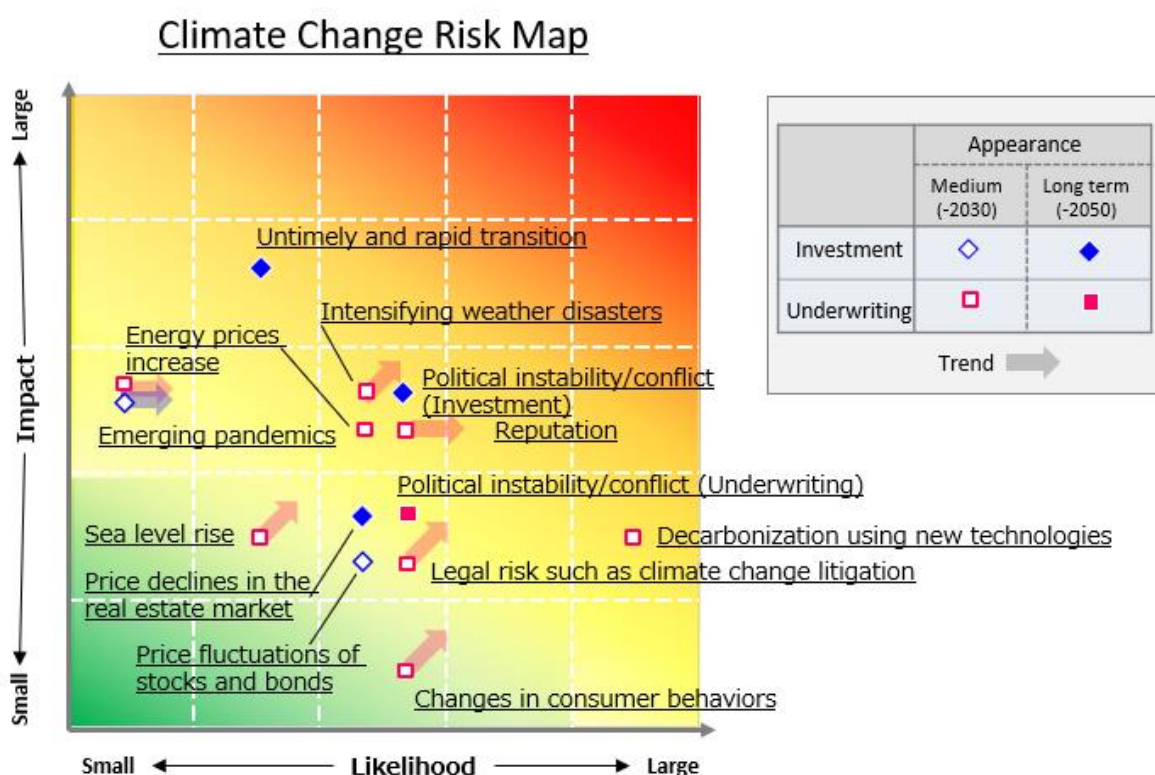 Climate Change Risk Map
Large
Impact
Small
Untimely and rapid transition
Intensifying weather disasters
Energy prices
increase
Political instability/conflict
(Investment)
Emerging pandemics
Reputation
Political instability/conflict (Underwriting)
Sea level rise
Decarbonization using new technologies
Price declines in the
real estate market
Legal risk such as climate change litigation
Price fluctuations of
stocks and bonds
Changes in consumer behaviors
Small
Likelihood
Large
Appearance
Medium
(-2030)
Long term
(-2050)
Investment
Underwriting
Trend